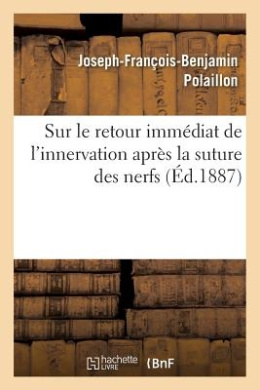 Joseph-François-Benjamin
Polaillon
Sur le retour immédiat de
l'innervation après la suture
des nerfs (Éd.1887)
hachette
LIVRE
{BnF